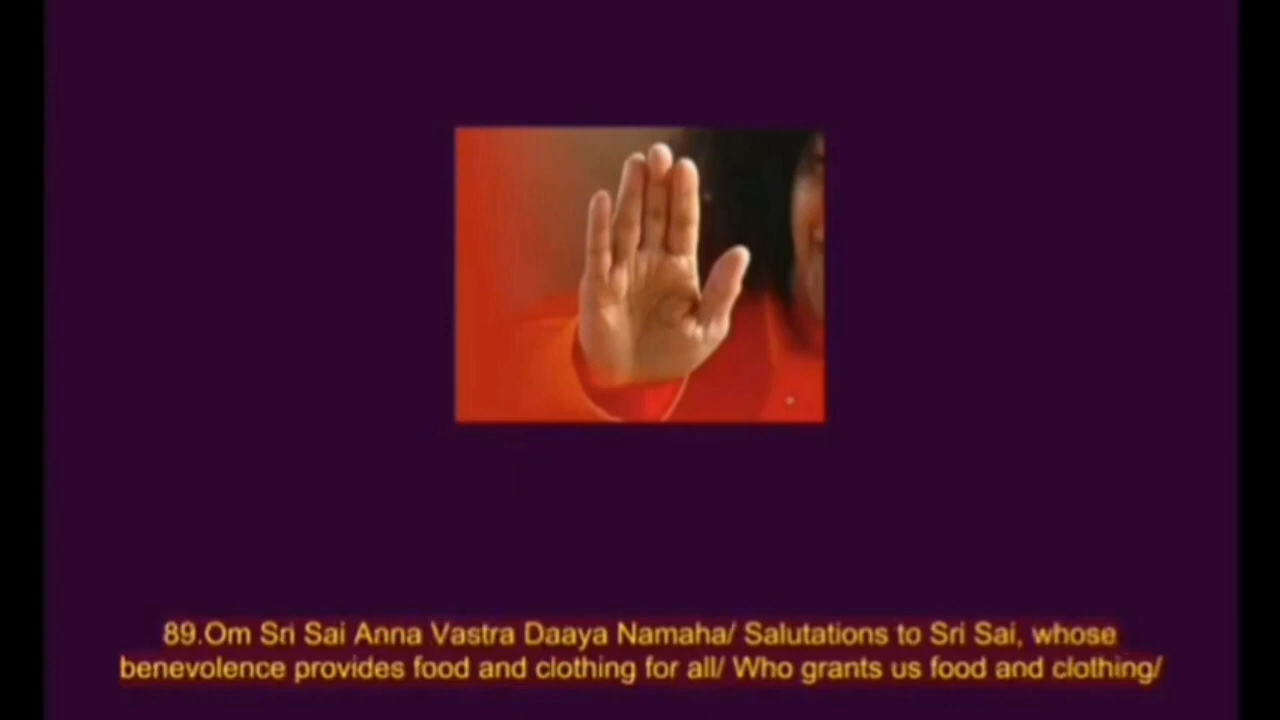 89.Om Sri Sai Anna Vastra Daaya Namaha/ Salutations to Sri Sai, whose
benevolence provides food and clothing for all/ Who grants us food and clothing/